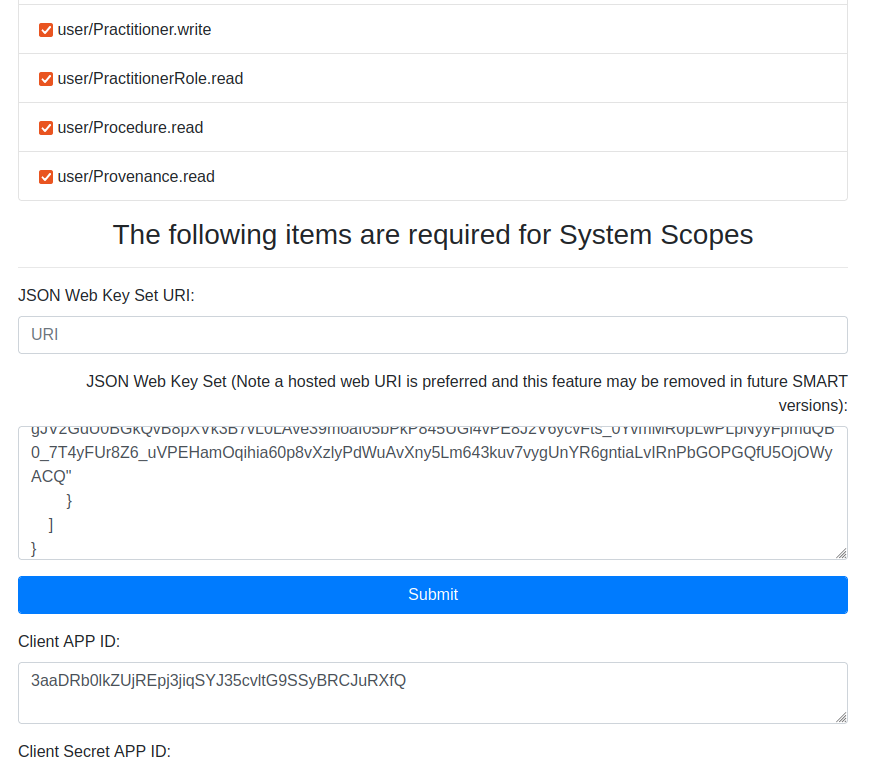 user/Practitioner.write
user/PractitionerRole.read
user/Procedure.read
user/Provenance.read
The following items are required for System Scopes
JSON Web Key Set URI:
URI
JSON Web Key Set (Note a hosted web URI is preferred and this feature may be removed in future SMART
versions):
0_7T4yFUr8Z6_uVPEHamOqihia60p8vXzlyPdWuAvXny5Lm643kuv7vygUnYR6gntiaLvIRnPbGOPGQfU5OjOWy
ACQ"
}
]
}
Submit
Client APP ID:
3aaDRb0lkZUjREpj3jiqSYJ35cvltG9SSyBRCJuRXfQ
Client Secret APP ID: